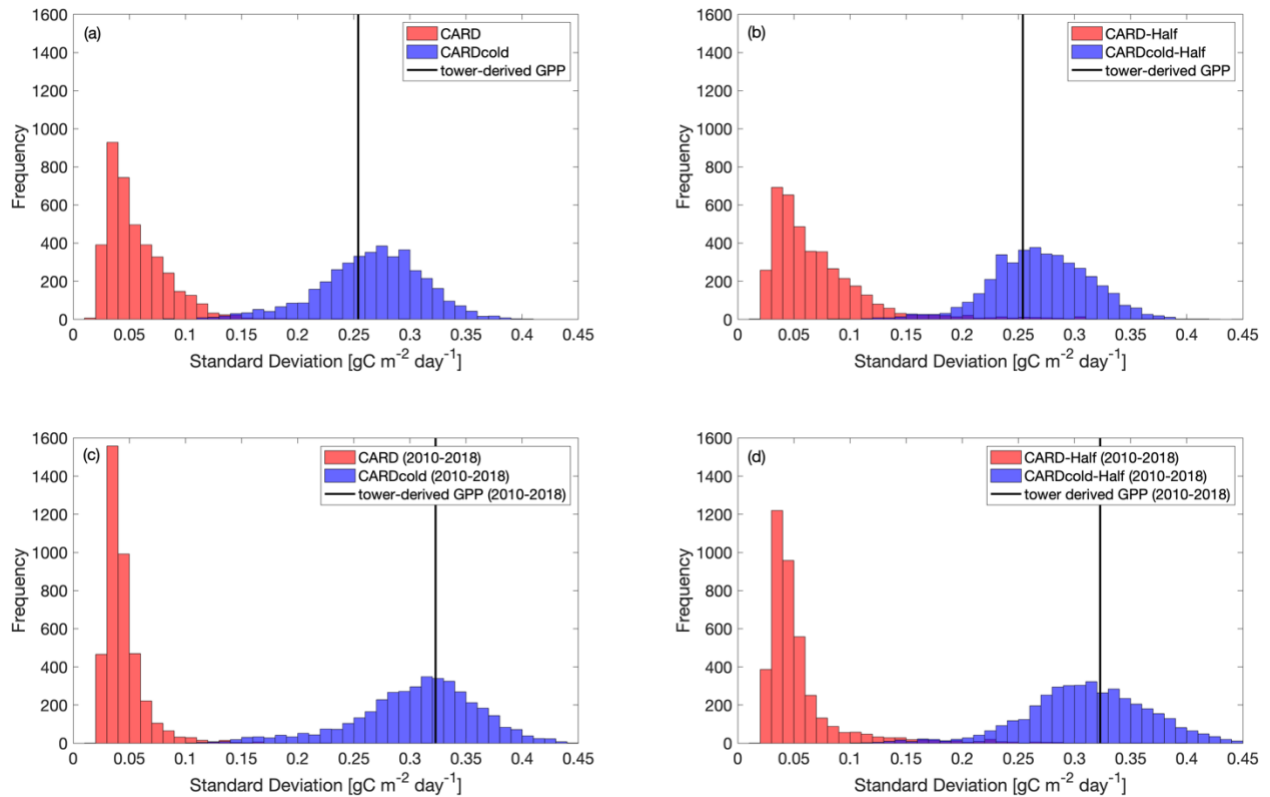 (a)
CARD
CARDcold
tower-derived GPP
1600
1400
1200
1000
800
600
400
200
0
Frequency
0 0.05 0.1 0.15 0.2 0.25 0.3 0.35 0.4 0.45
Standard Deviation [gC m⁻² day⁻¹]
(b)
CARD-Half
CARDcold-Half
tower-derived GPP
1600
1400
1200
1000
800
600
400
200
0
Frequency
0 0.05 0.1 0.15 0.2 0.25 0.3 0.35 0.4 0.45
Standard Deviation [gC m⁻² day⁻¹]
(c)
CARD (2010-2018)
CARDcold (2010-2018)
tower-derived GPP (2010-2018)
1600
1400
1200
1000
800
600
400
200
0
Frequency
0 0.05 0.1 0.15 0.2 0.25 0.3 0.35 0.4 0.45
Standard Deviation [gC m⁻² day⁻¹]
(d)
CARD-Half (2010-2018)
CARDcold-Half (2010-2018)
tower derived GPP (2010-2018)
1600
1400
1200
1000
800
600
400
200
0
Frequency
0 0.05 0.1 0.15 0.2 0.25 0.3 0.35 0.4 0.45
Standard Deviation [gC m⁻² day⁻¹]